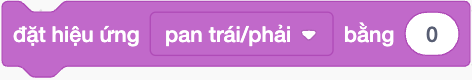 đặt hiệu ứng pan trái/phải bằng 0